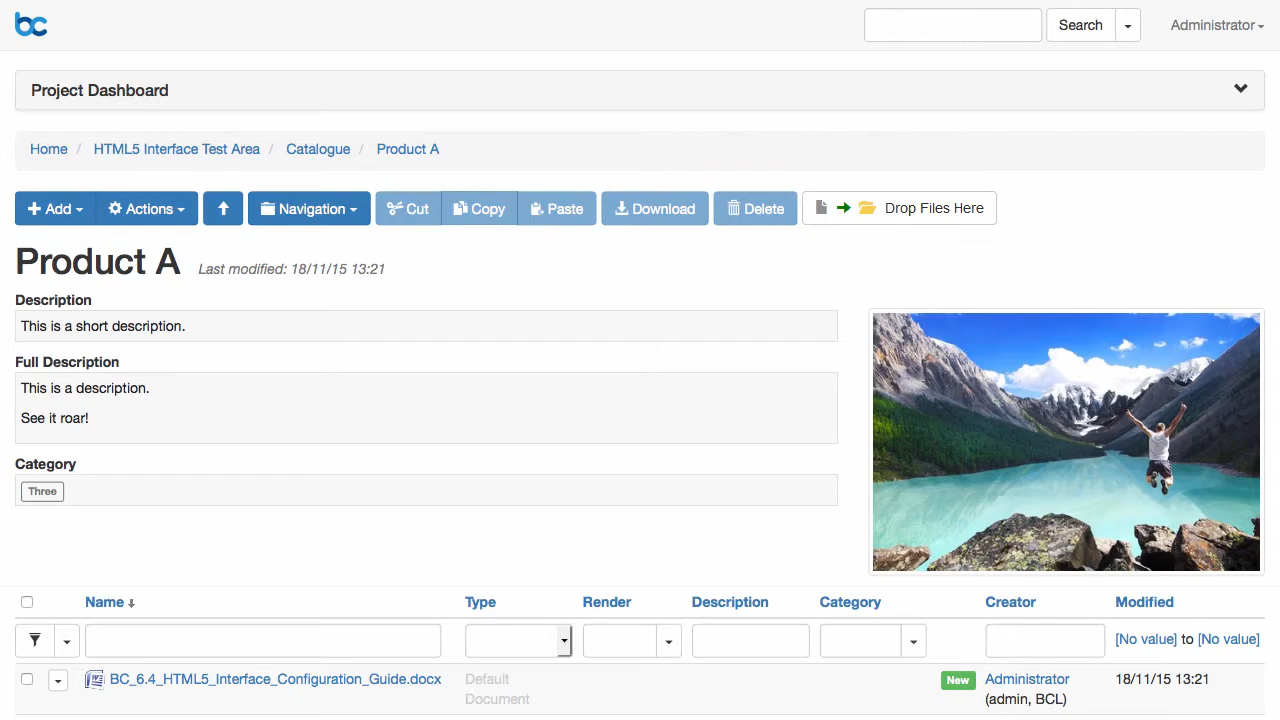 bc
Search
Administrator
Project Dashboard
Home / HTML5 Interface Test Area / Catalogue / Product A
Add Actions Navigation Cut Copy Paste Download Delete Drop Files Here
Product A Last modified: 18/11/15 13:21
Description
This is a short description.
Full Description
This is a description.
See it roar!
Category
Three
Name Type Render Description Category Creator Modified
[No value] to [No value]
BC_6.4_HTML5_Interface_Configuration_Guide.docx Default New Administrator 18/11/15 13:21
Document (admin, BCL)